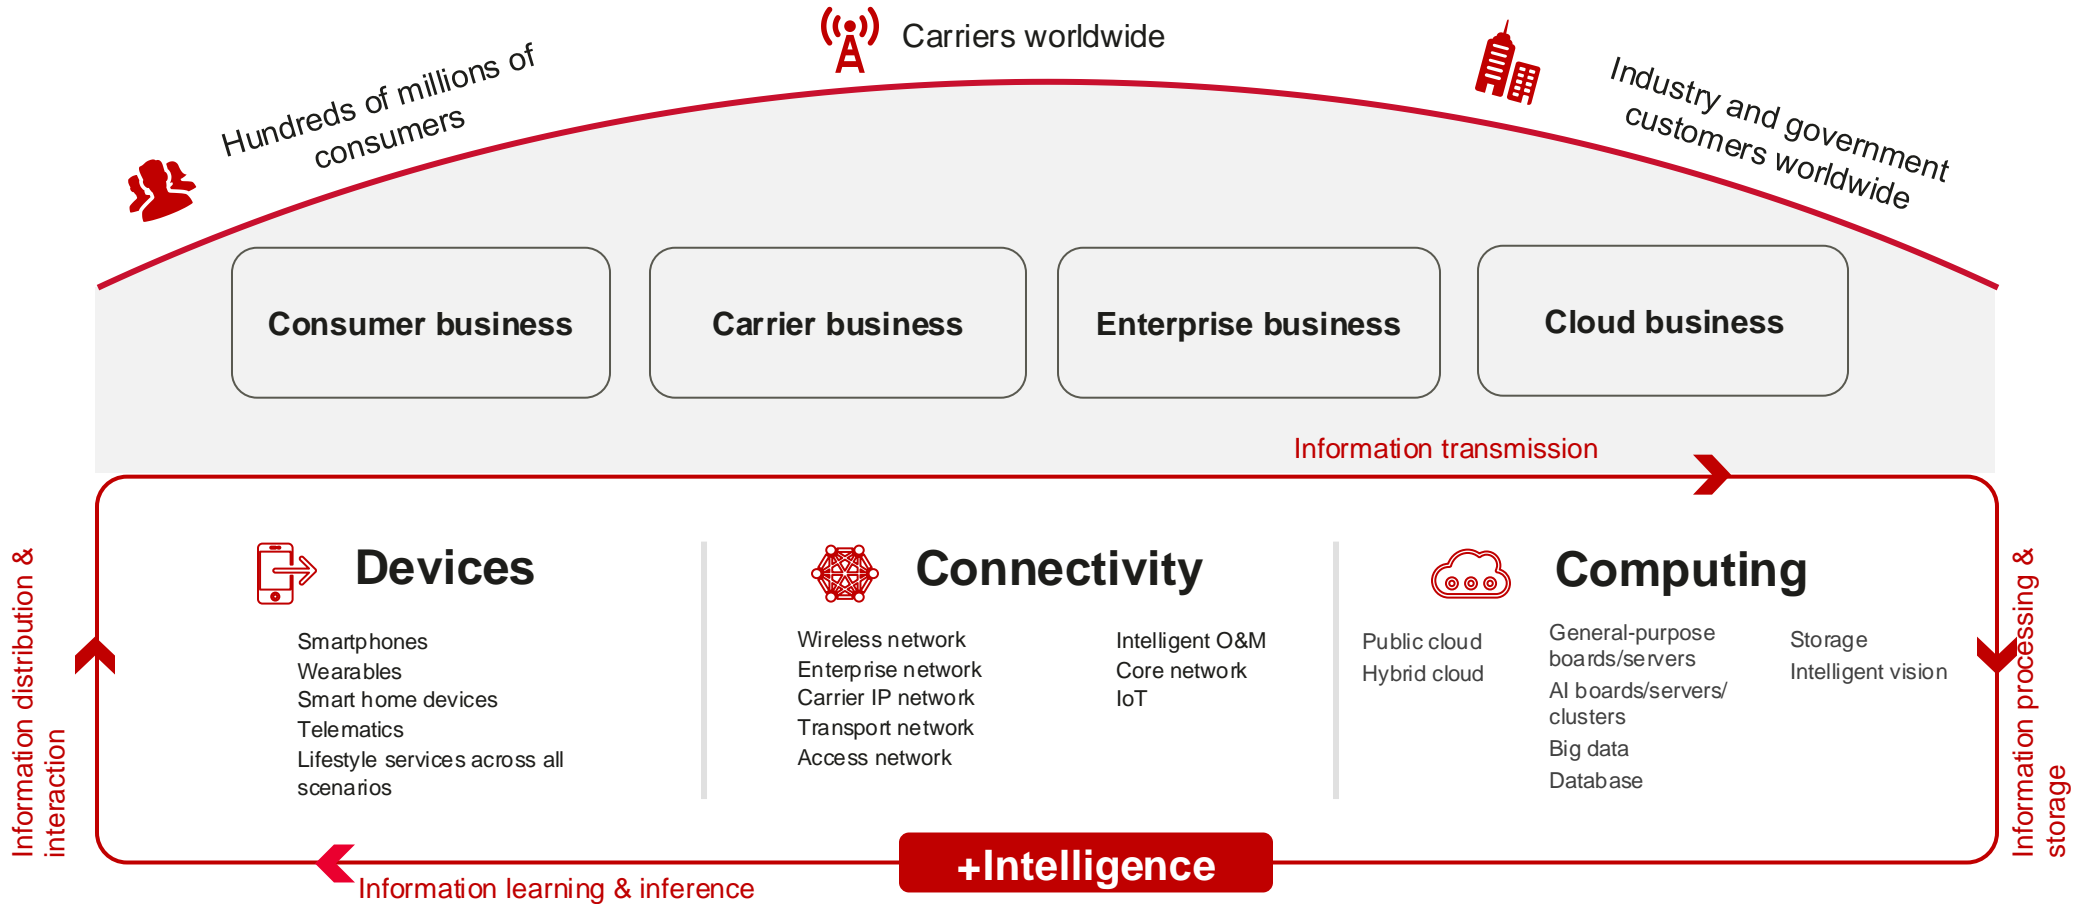 Carriers worldwide
Hundreds of millions of
consumers
Industry and government
customers worldwide
Consumer business
Carrier business
Enterprise business
Cloud business
Information transmission
Information distribution &
interaction
Devices
Smartphones
Wearables
Smart home devices
Telematics
Lifestyle services across all
scenarios
Connectivity
Wireless network
Enterprise network
Carrier IP network
Transport network
Access network
Intelligent O&M
Core network
IoT
Computing
Public cloud
Hybrid cloud
General-purpose
boards/servers
AI boards/servers/
clusters
Big data
Database
Storage
Intelligent vision
Information processing &
storage
+Intelligence
Information learning & inference